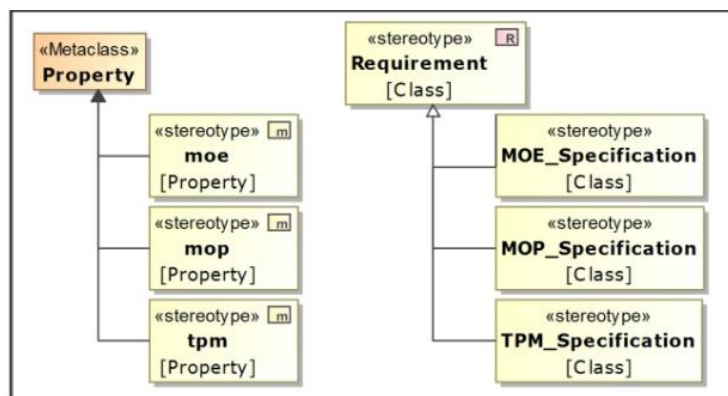 «Metaclass»
Property
«stereotype» m
moe
[Property]
«stereotype» m
mop
[Property]
«stereotype» m
tpm
[Property]
«stereotype» R
Requirement
[Class]
«stereotype»
MOE_Specification
[Class]
«stereotype»
MOP_Specification
[Class]
«stereotype»
TPM_Specification
[Class]